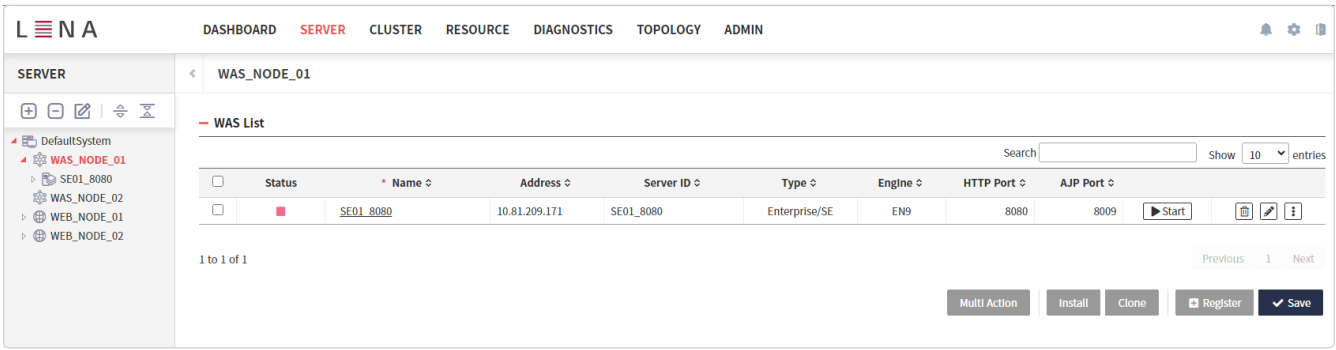 LENA
DASHBOARD SERVER CLUSTER RESOURCE DIAGNOSTICS TOPOLOGY ADMIN
SERVER
WAS_NODE_01
DefaultSystem
WAS_NODE_01
SE01_8080
WAS_NODE_02
WEB_NODE_01
WEB_NODE_02
WAS List
Search Show 10 entries
Status * Name Address Server ID Type Engine HTTP Port AJP Port
SE01_8080 10.81.209.171 SE01_8080 Enterprise/SE EN9 8080 8009 Start
1 to 1 of 1 Previous 1 Next
Multi Action Install Clone Register Save